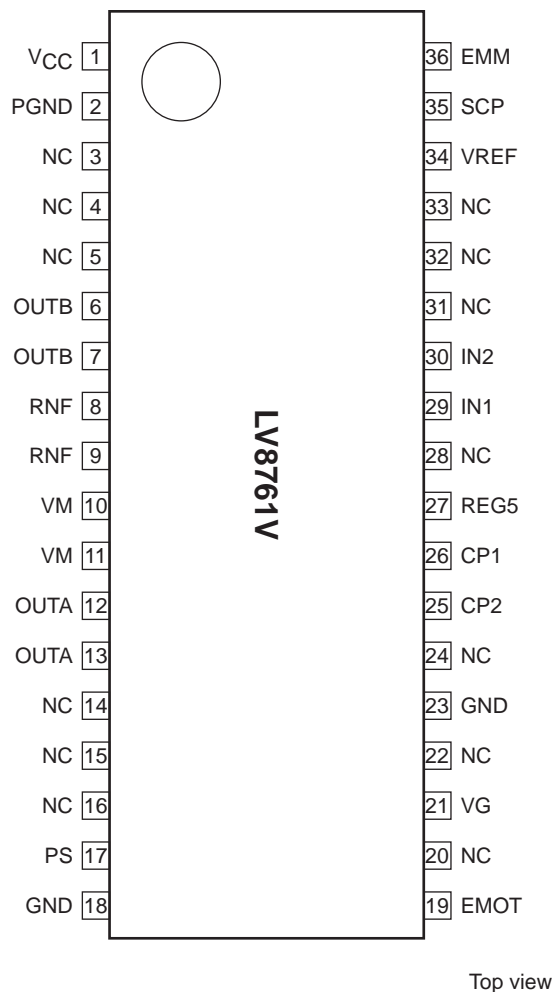 VCC 1 36 EMM
PGND 2 35 SCP
NC 3 34 VREF
NC 4 33 NC
NC 5 32 NC
OUTB 6 31 NC
OUTB 7 30 IN2
RNF 8 29 IN1
RNF 9 28 NC
VM 10 27 REG5
VM 11 26 CP1
OUTA 12 25 CP2
OUTA 13 24 NC
NC 14 23 GND
NC 15 22 NC
NC 16 21 VG
PS 17 20 NC
GND 18 19 EMOT
LV8761V
Top view